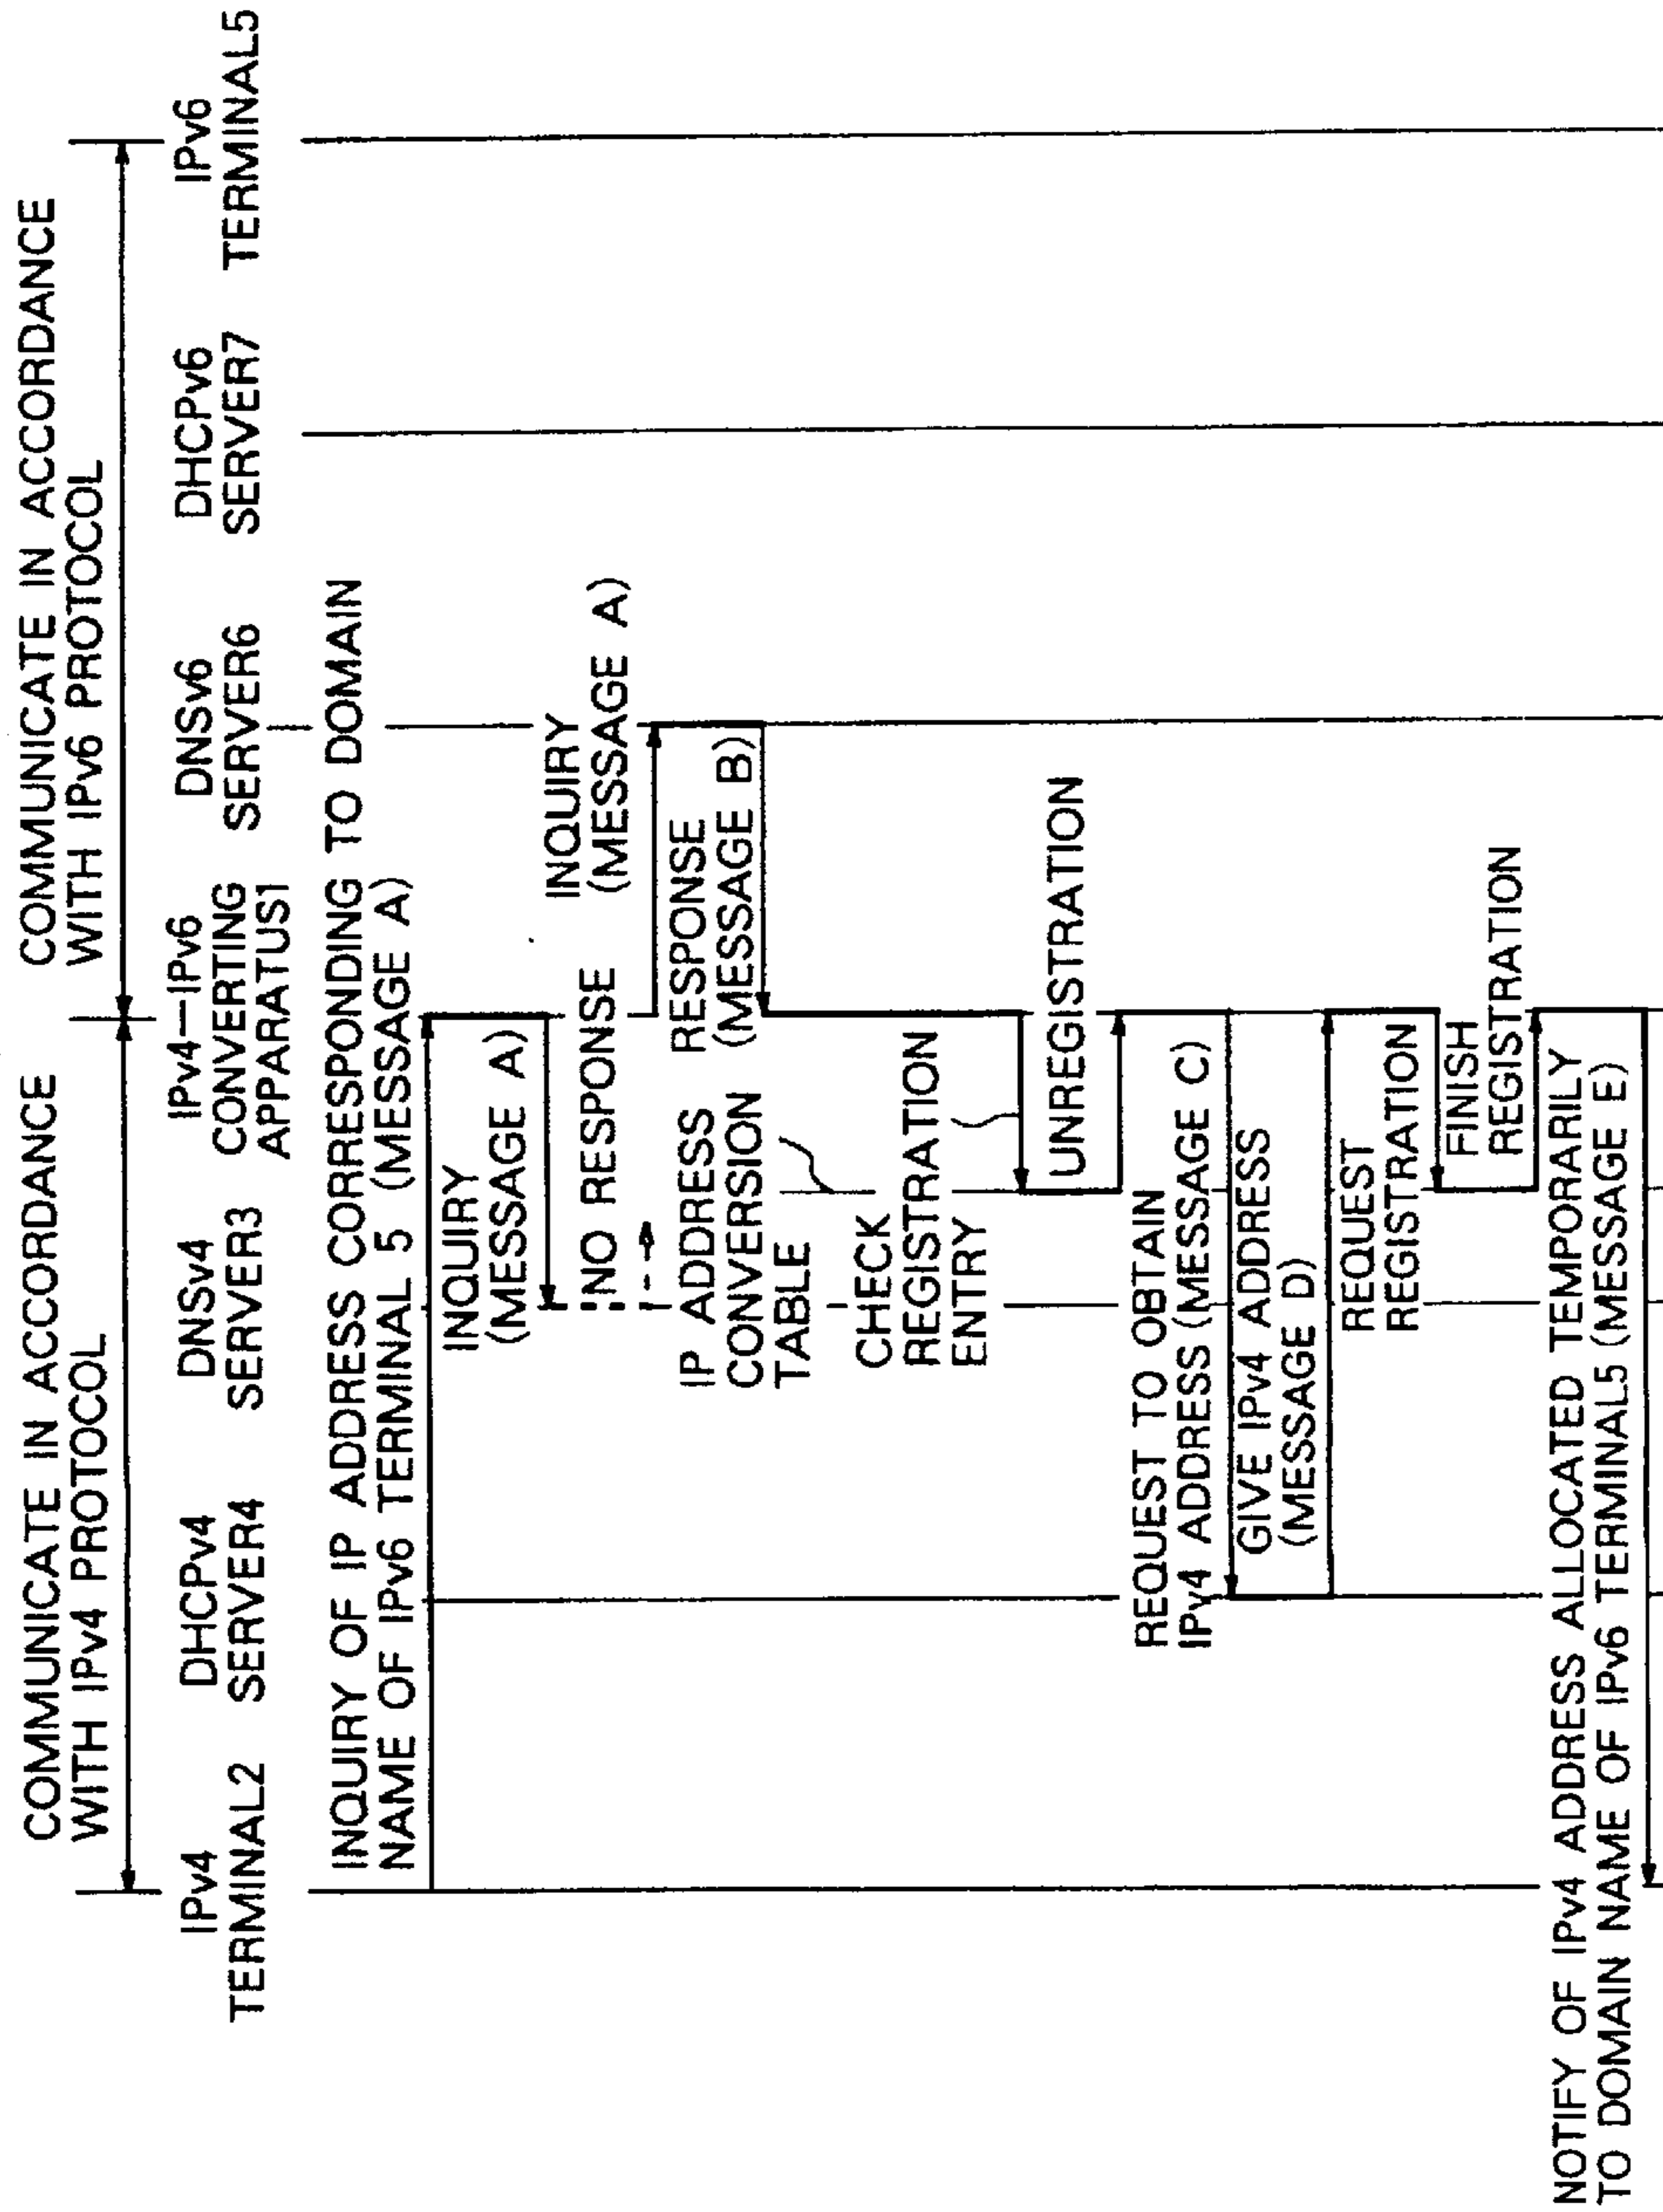 COMMUNICATE IN ACCORDANCE
WITH IPv4 PROTOCOL
COMMUNICATE IN ACCORDANCE
WITH IPv6 PROTOCOL
IPv4
TERMINAL2
DHCPv4
SERVER4
DNSv4
SERVER3
IPv4—IPv6
CONVERTING
APPARATUS1
DNSv6
SERVER6
DHCPv6
SERVER7
IPv6
TERMINAL5
INQUIRY OF IP ADDRESS CORRESPONDING TO DOMAIN
NAME OF IPv6 TERMINAL 5 (MESSAGE A)
INQUIRY
(MESSAGE A)
INQUIRY
(MESSAGE A)
NO RESPONSE
RESPONSE
(MESSAGE B)
IP ADDRESS
CONVERSION
TABLE
CHECK
REGISTRATION
ENTRY
UNREGISTRATION
REQUEST TO OBTAIN
IPv4 ADDRESS (MESSAGE C)
GIVE IPv4 ADDRESS
(MESSAGE D)
REQUEST
REGISTRATION
FINISH
REGISTRATION
NOTIFY OF IPv4 ADDRESS ALLOCATED TEMPORARILY
TO DOMAIN NAME OF IPv6 TERMINAL5 (MESSAGE E)